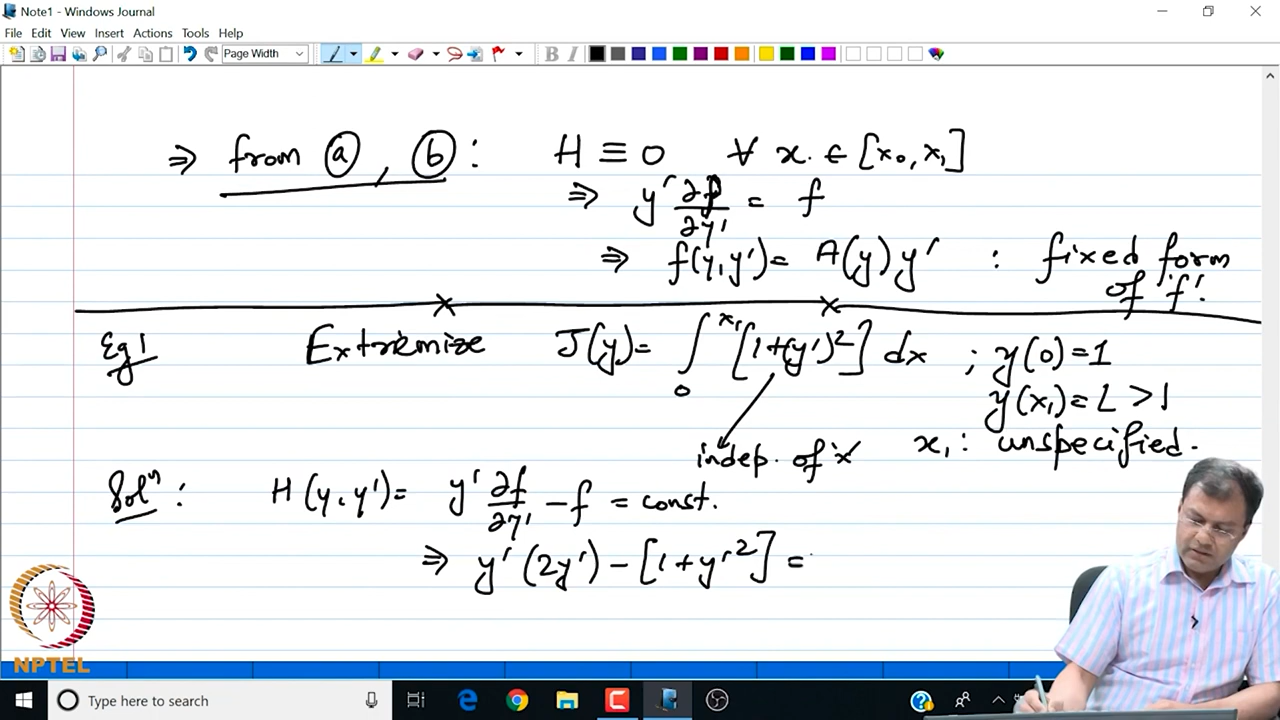 Note1 - Windows Journal
File Edit View Insert Actions Tools Help
Page Width
B I
⇒ from ⓐ , ⓑ : H ≡ 0 ∀ x ∈ [x₀, x₁]
⇒ y' ∂f/∂y' = f
⇒ f(y, y') = A(y) y' : fixed form
of 'f'.
Eg1 Extremize J(y) = ∫₀^x₁ [1+(y')²] dx ; y(0)=1
y(x₁)=L >1
indep. of x x₁ : unspecified.
Solⁿ : H(y, y') = y' ∂f/∂y' − f = const.
⇒ y' (2y') − [1+y'²] =
NPTEL
Type here to search